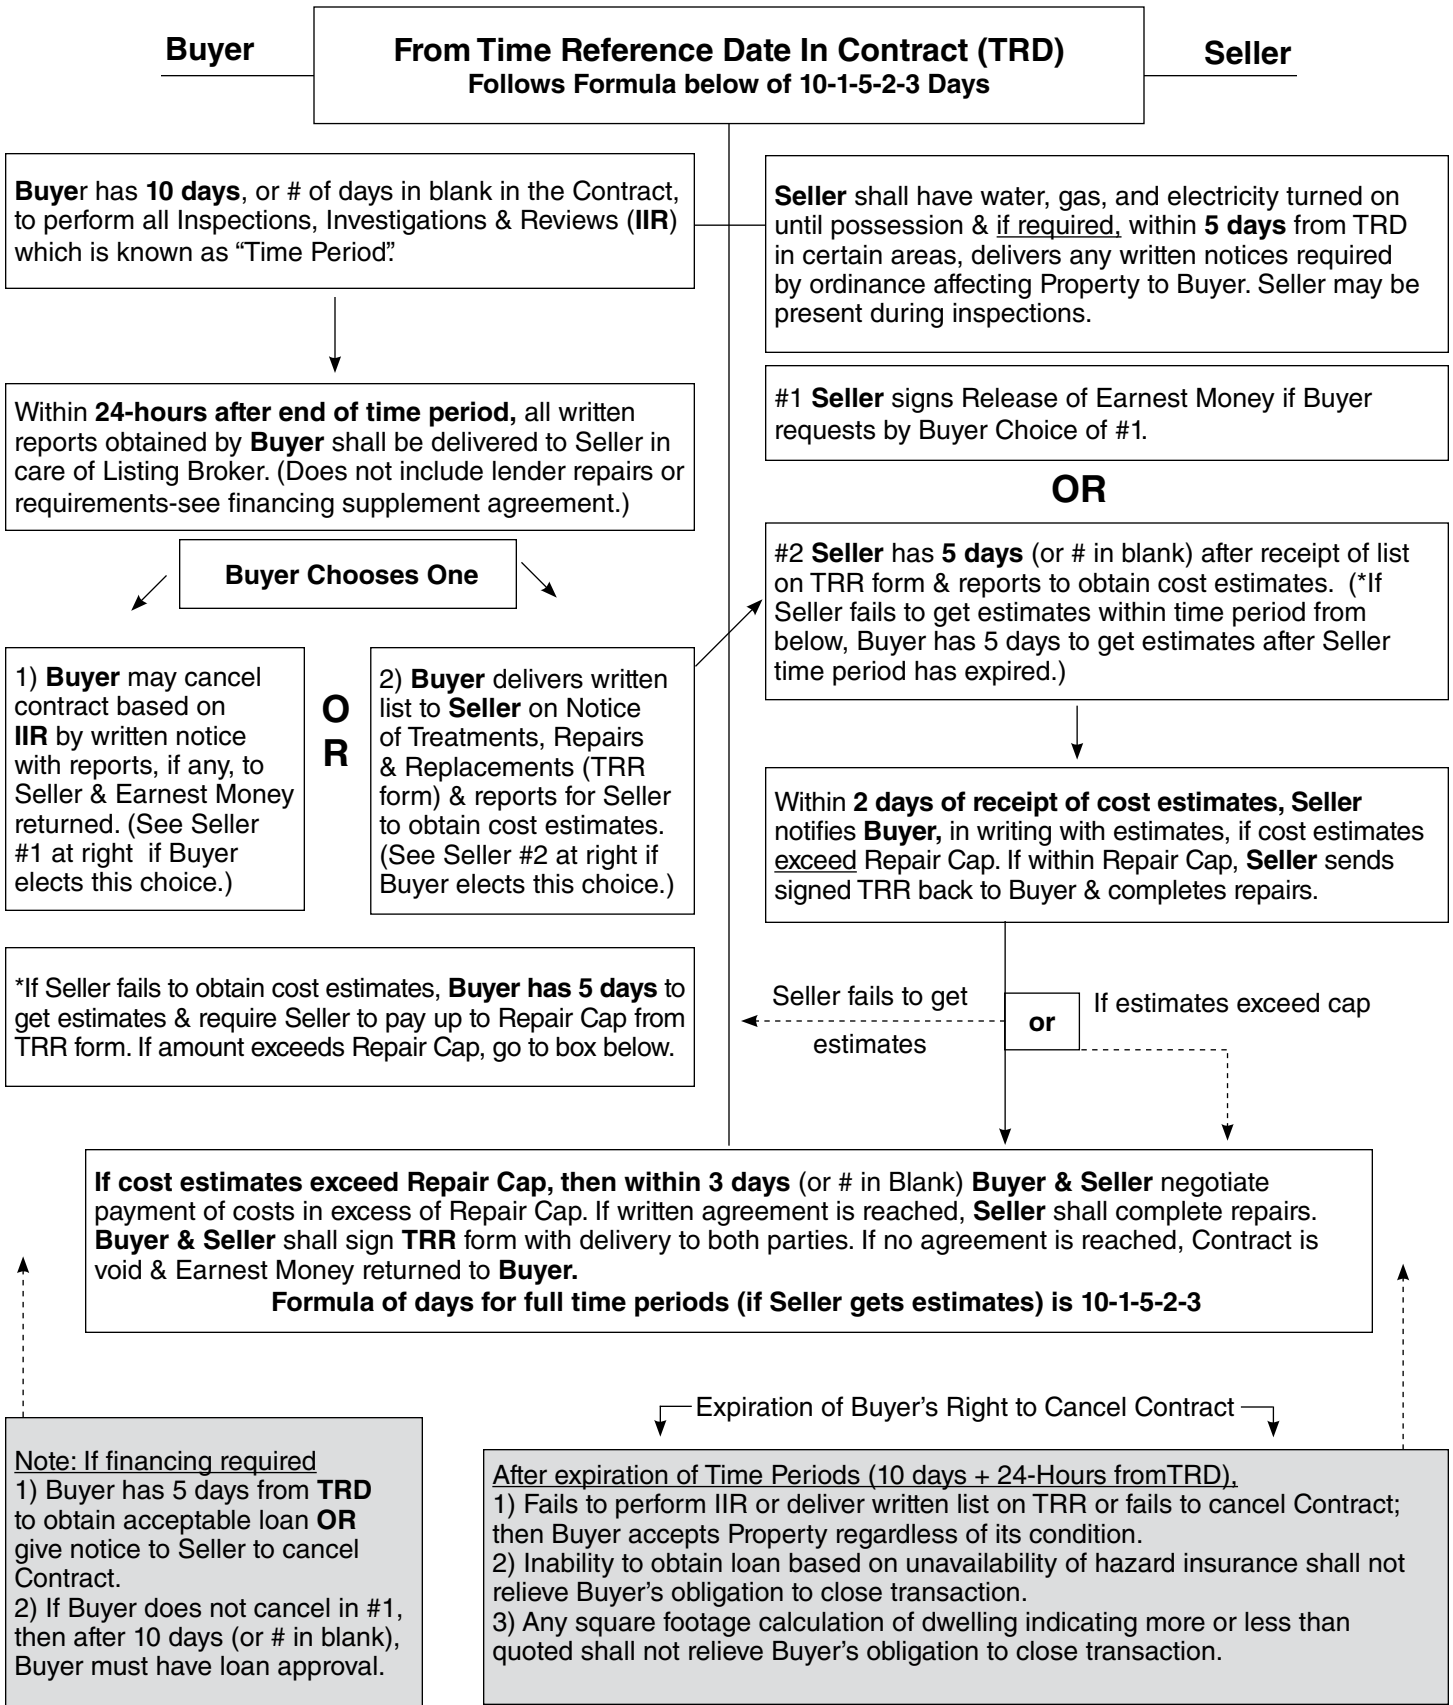 Buyer
From Time Reference Date In Contract (TRD)
Follows Formula below of 10-1-5-2-3 Days
Seller
Buyer has 10 days, or # of days in blank in the Contract,
to perform all Inspections, Investigations & Reviews (IIR)
which is known as “Time Period”.
Seller shall have water, gas, and electricity turned on
until possession & if required, within 5 days from TRD
in certain areas, delivers any written notices required
by ordinance affecting Property to Buyer. Seller may be
present during inspections.
Within 24-hours after end of time period, all written
reports obtained by Buyer shall be delivered to Seller in
care of Listing Broker. (Does not include lender repairs or
requirements-see financing supplement agreement.)
#1 Seller signs Release of Earnest Money if Buyer
requests by Buyer Choice of #1.
OR
Buyer Chooses One
#2 Seller has 5 days (or # in blank) after receipt of list
on TRR form & reports to obtain cost estimates. (*If
Seller fails to get estimates within time period from
below, Buyer has 5 days to get estimates after Seller
time period has expired.)
1) Buyer may cancel
contract based on
IIR by written notice
with reports, if any, to
Seller & Earnest Money
returned. (See Seller
#1 at right if Buyer
elects this choice.)
O
R
2) Buyer delivers written
list to Seller on Notice
of Treatments, Repairs
& Replacements (TRR
form) & reports for Seller
to obtain cost estimates.
(See Seller #2 at right if
Buyer elects this choice.)
Within 2 days of receipt of cost estimates, Seller
notifies Buyer, in writing with estimates, if cost estimates
exceed Repair Cap. If within Repair Cap, Seller sends
signed TRR back to Buyer & completes repairs.
*If Seller fails to obtain cost estimates, Buyer has 5 days to
get estimates & require Seller to pay up to Repair Cap from
TRR form. If amount exceeds Repair Cap, go to box below.
Seller fails to get
estimates
or
If estimates exceed cap
If cost estimates exceed Repair Cap, then within 3 days (or # in Blank) Buyer & Seller negotiate
payment of costs in excess of Repair Cap. If written agreement is reached, Seller shall complete repairs.
Buyer & Seller shall sign TRR form with delivery to both parties. If no agreement is reached, Contract is
void & Earnest Money returned to Buyer.
Formula of days for full time periods (if Seller gets estimates) is 10-1-5-2-3
Expiration of Buyer’s Right to Cancel Contract
Note: If financing required
1) Buyer has 5 days from TRD
to obtain acceptable loan OR
give notice to Seller to cancel
Contract.
2) If Buyer does not cancel in #1,
then after 10 days (or # in blank),
Buyer must have loan approval.
After expiration of Time Periods (10 days + 24-Hours fromTRD),
1) Fails to perform IIR or deliver written list on TRR or fails to cancel Contract;
then Buyer accepts Property regardless of its condition.
2) Inability to obtain loan based on unavailability of hazard insurance shall not
relieve Buyer’s obligation to close transaction.
3) Any square footage calculation of dwelling indicating more or less than
quoted shall not relieve Buyer’s obligation to close transaction.